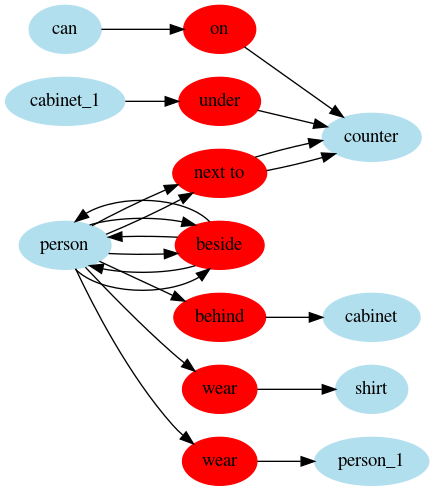 can
on
cabinet_1
under
counter
next to
person
beside
behind
cabinet
wear
shirt
wear
person_1